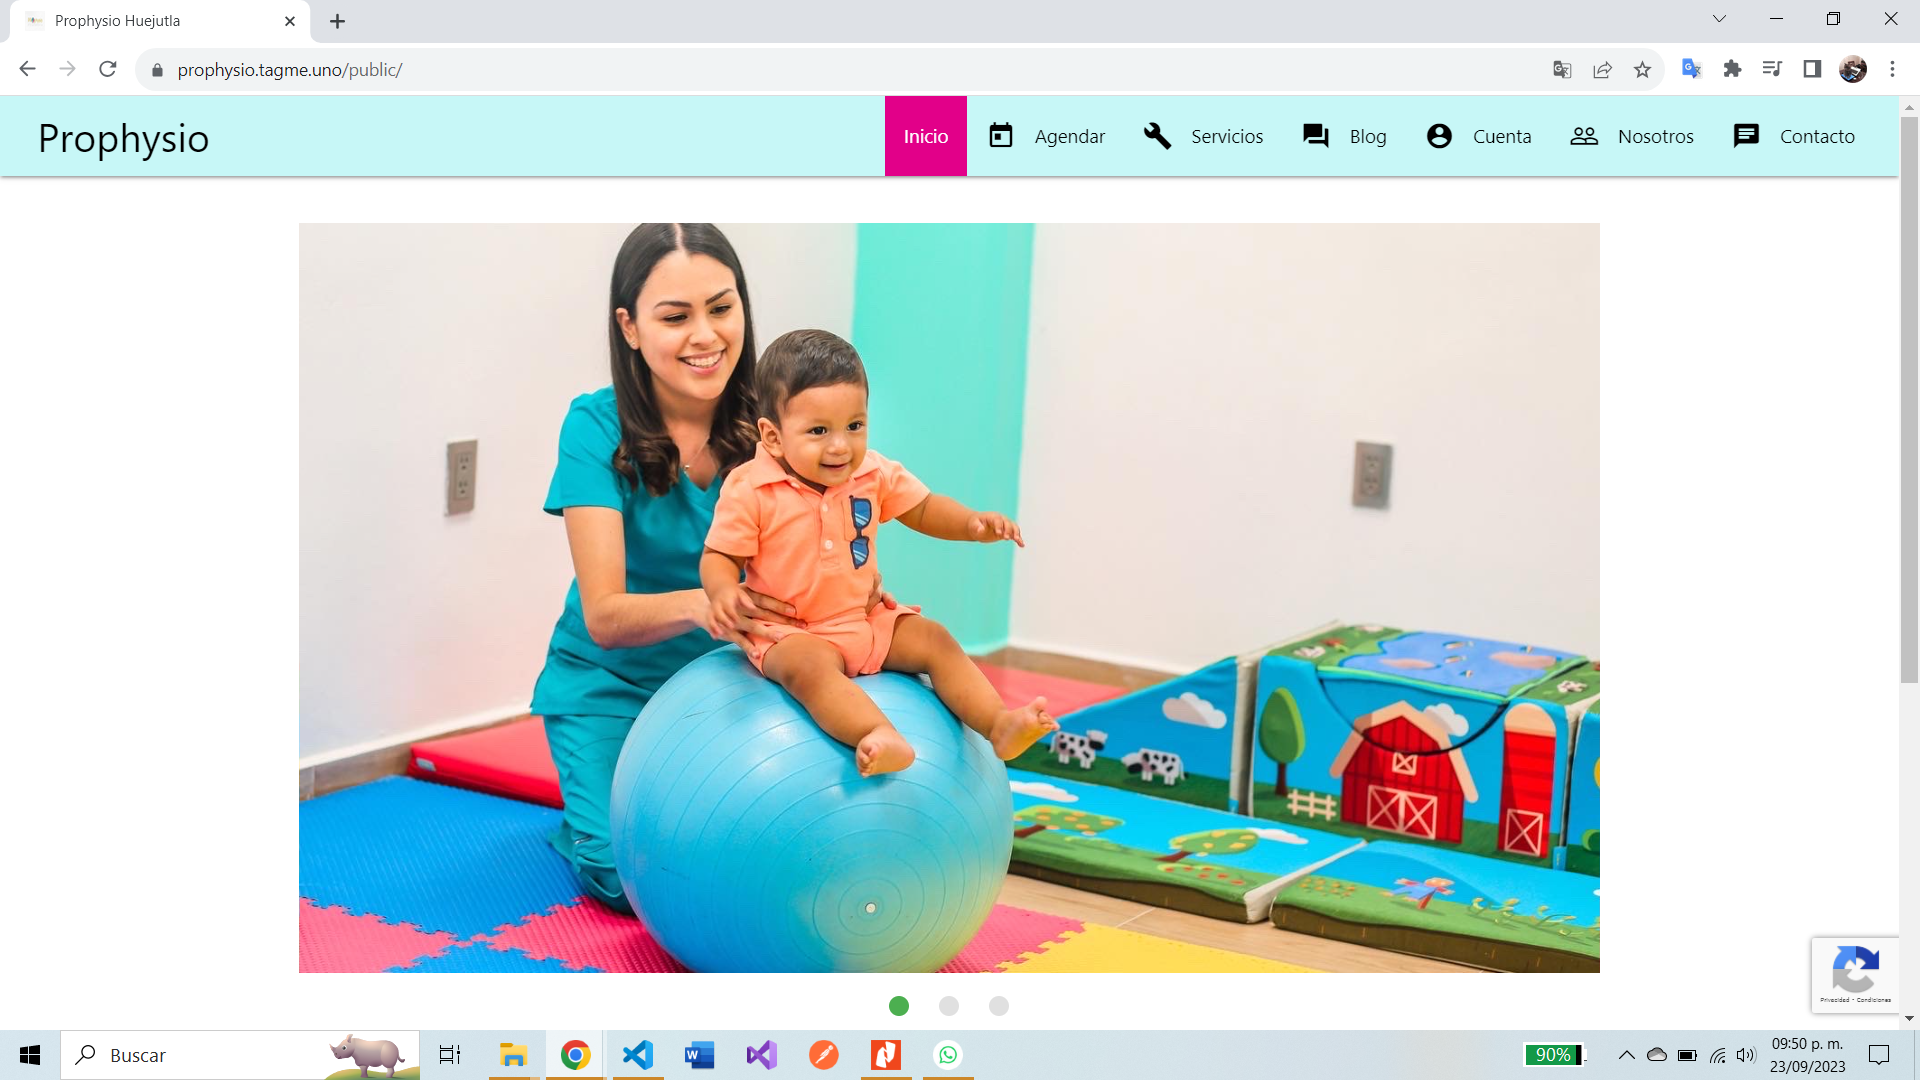 Prophysio Huejutla
prophysio.tagme.uno/public/
Prophysio
Inicio
Agendar
Servicios
Blog
Cuenta
Nosotros
Contacto
Privacidad - Condiciones
Buscar
90%
09:50 p. m.
23/09/2023